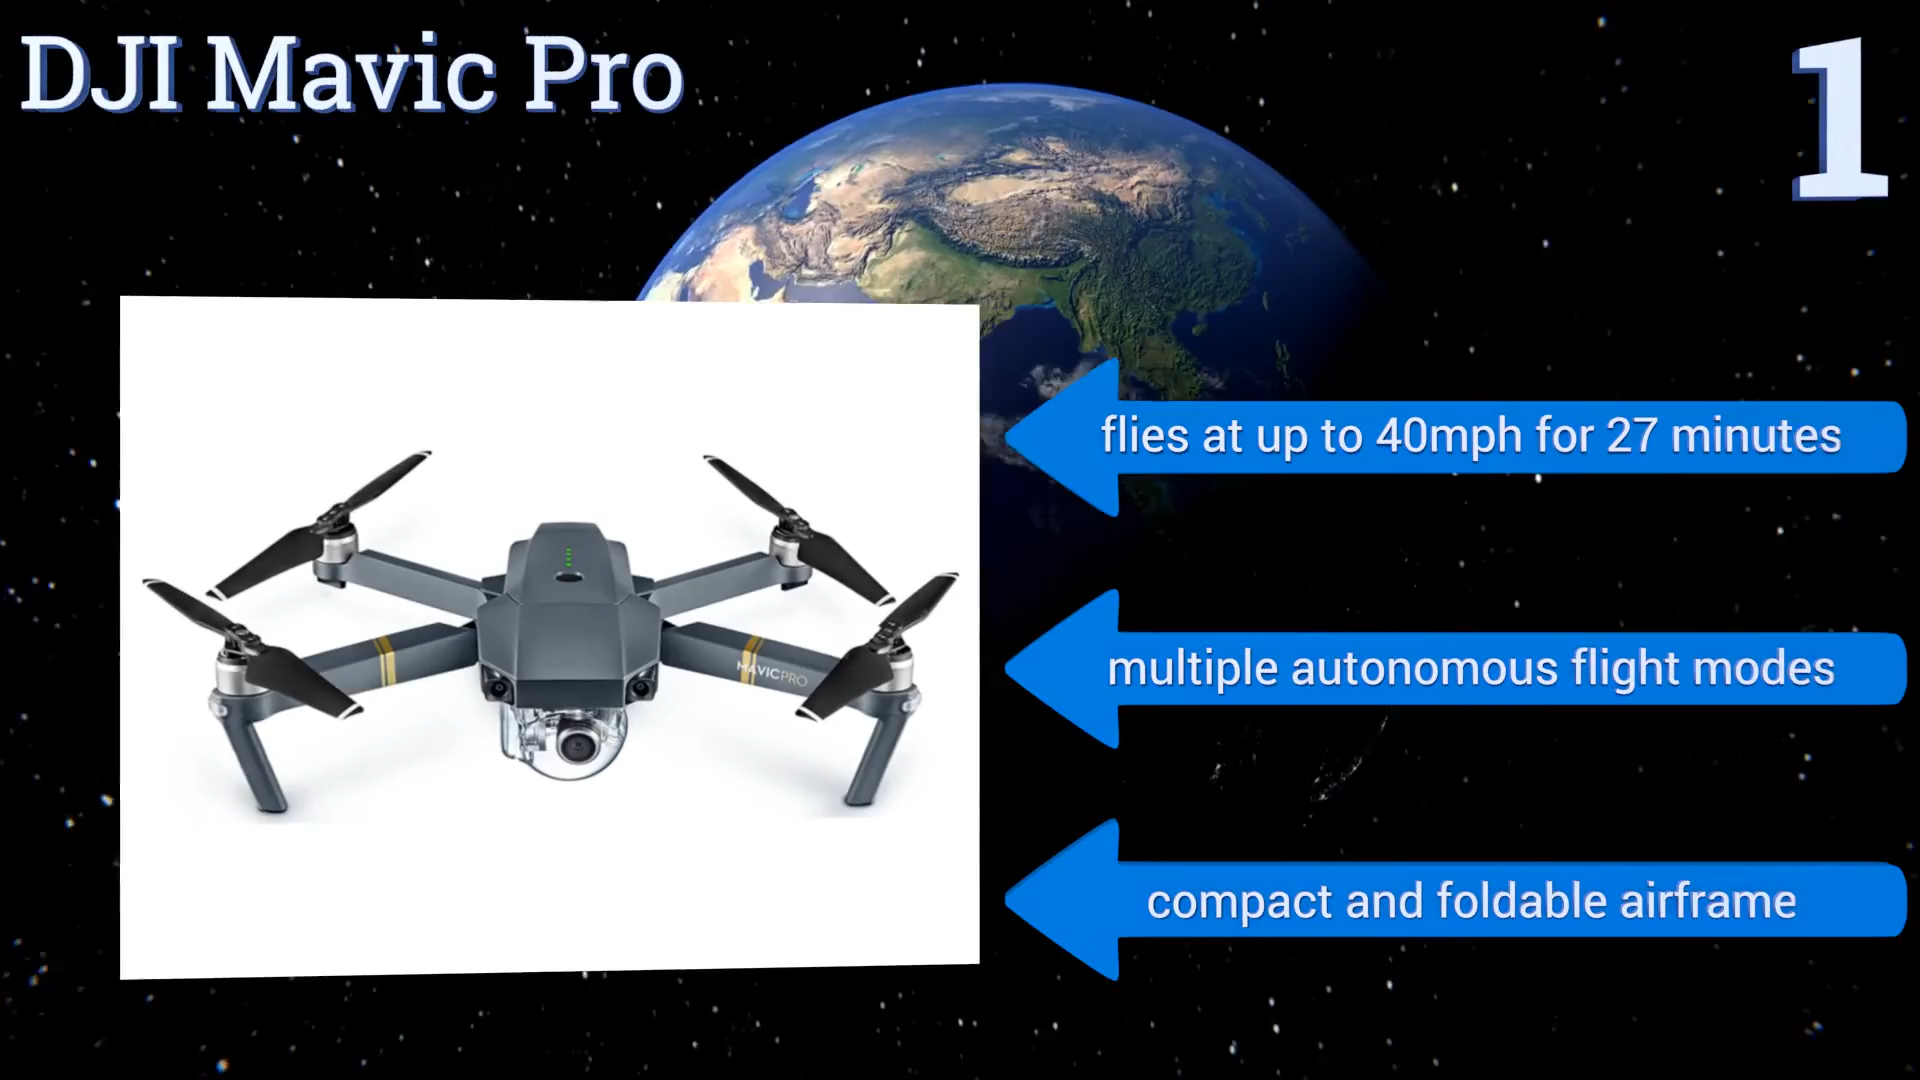 DJI Mavic Pro
1
flies at up to 40mph for 27 minutes
multiple autonomous flight modes
MAVIC PRO
compact and foldable airframe